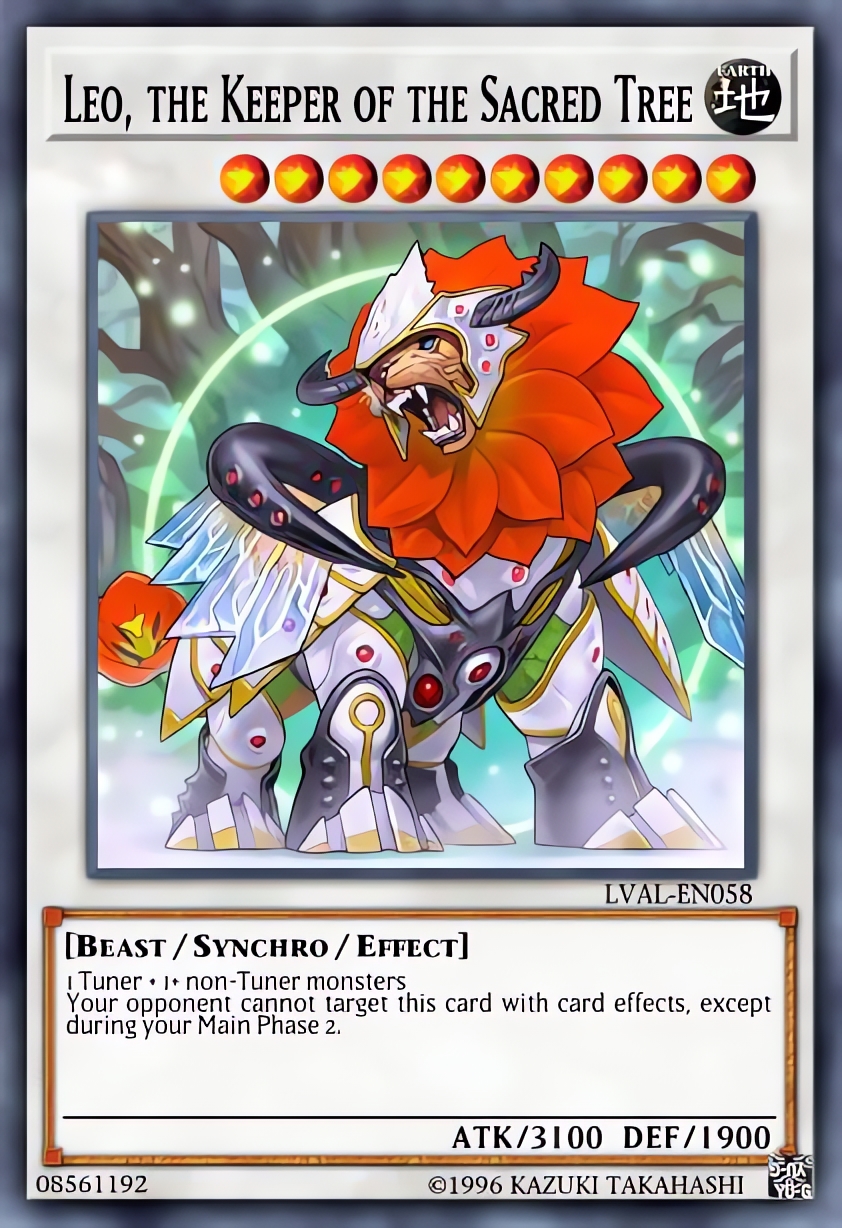 Leo, the Keeper of the Sacred Tree
EARTH
地
LVAL-EN058
[Beast / Synchro / Effect]
1 Tuner + 1+ non-Tuner monsters
Your opponent cannot target this card with card effects, except
during your Main Phase 2.
ATK/3100 DEF/1900
08561192
©1996 KAZUKI TAKAHASHI